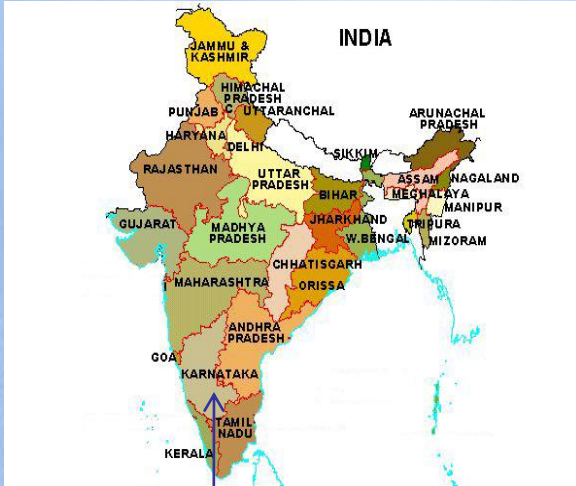 INDIA
JAMMU &
KASHMIR
HIMACHAL
PRADESH
PUNJAB
C
UTTARANCHAL
ARUNACHAL
PRADESH
HARYANA
DELHI
SIKKIM
RAJASTHAN
UTTAR
PRADESH
ASSAM
NAGALAND
BIHAR
MEGHALAYA
MANIPUR
GUJARAT
MADHYA
PRADESH
JHARKHAND
TRIPURA
W.BENGAL
MIZORAM
CHHATISGARH
MAHARASHTRA
ORISSA
ANDHRA
PRADESH
GOA
KARNATAKA
TAMIL
NADU
KERALA